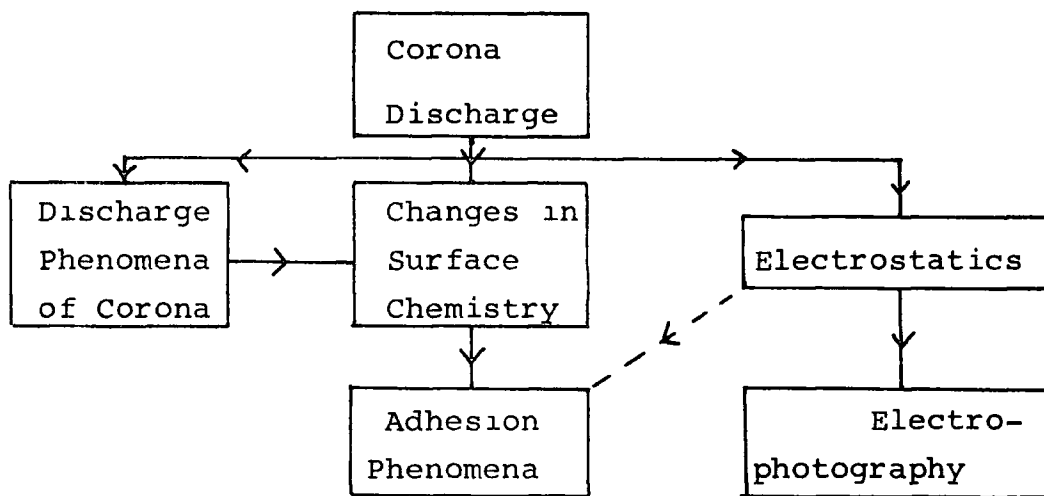 Corona
Discharge
Discharge
Phenomena
of Corona
Changes in
Surface
Chemistry
Electrostatics
Adhesion
Phenomena
Electro-
photography